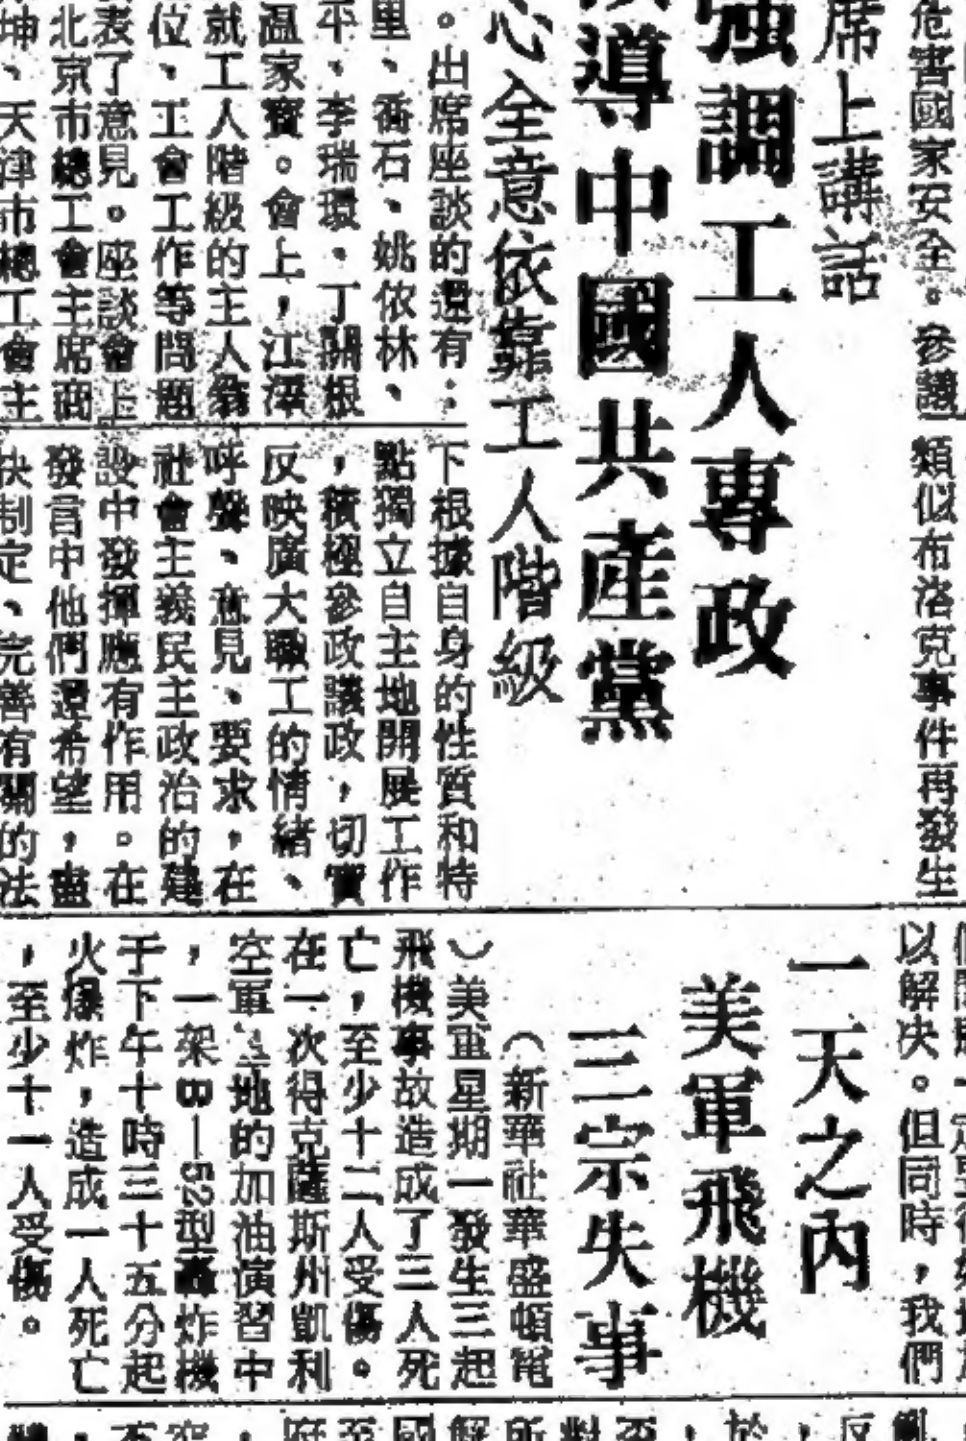 危害國家安全。參議
類似布洛克事件再發生
席上講話
強調工人專政
導中國共產黨
心全意依靠工人階級
。出席座談的還有：
里、喬石、姚依林、
平、李瑞環、丁關根
溫家寶。會上，江澤
就工人階級的主人翁
位、工會工作等問題
表了意見。座談會上
北京市總工會主席商
坤、天津市總工會主
下根據自身的性質和特
點獨立自主地開展工作
，積極參政議政，切實
反映廣大職工的情緒、
呼聲、意見、要求，在
社會主義民主政治的建
設中發揮應有作用。在
發言中他們還希望，盡
快制定、完善有關的法
以解決。但同時，我們
一天之內
美軍飛機
三宗失事
（新華社華盛頓電
）美軍星期一發生三起
飛機事故造成了三人死
亡，至少十二人受傷。
在一次得克薩斯州凱利
空軍基地的加油演習中
，一架B—52型轟炸機
于下午十時三十五分起
火爆炸，造成一人死亡
，至少十一人受傷。